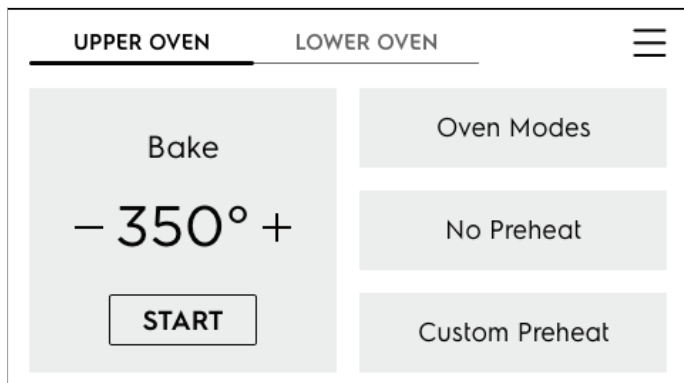 UPPER OVEN LOWER OVEN
Bake
− 350° +
START
Oven Modes
No Preheat
Custom Preheat